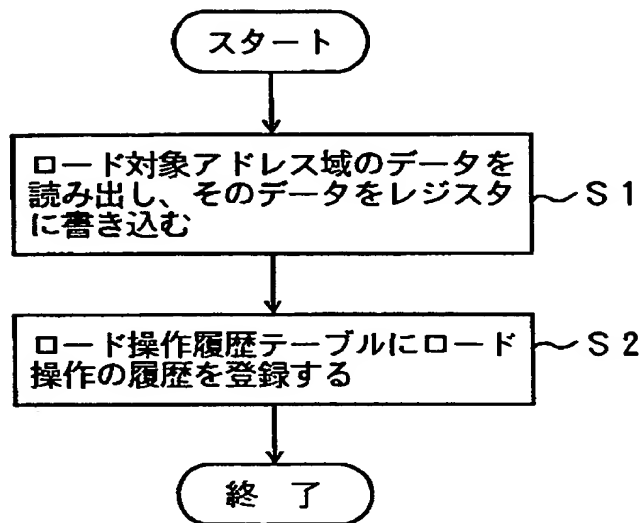 スタート
ロード対象アドレス域のデータを
読み出し、そのデータをレジスタ
に書き込む
S1
ロード操作履歴テーブルにロード
操作の履歴を登録する
S2
終 了